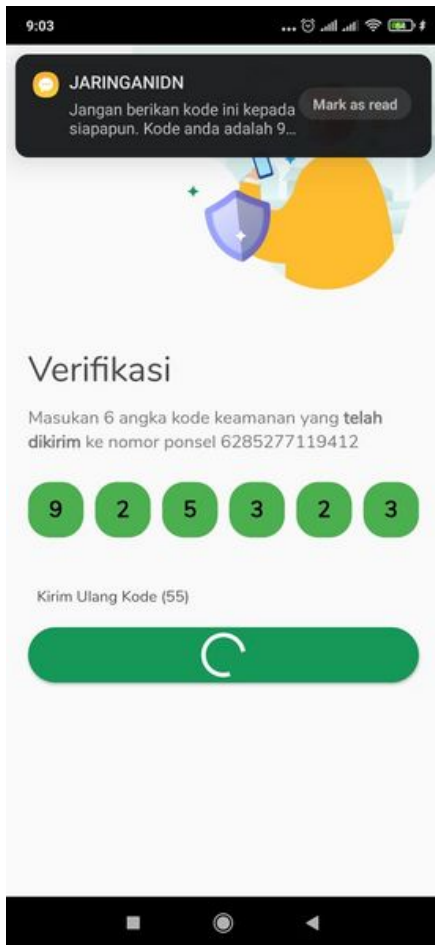 9:03
...
64
JARINGANIDN
Jangan berikan kode ini kepada
siapapun. Kode anda adalah 9...
Mark as read
Verifikasi
Masukan 6 angka kode keamanan yang telah
dikirim ke nomor ponsel 6285277119412
9 2 5 3 2 3
Kirim Ulang Kode (55)